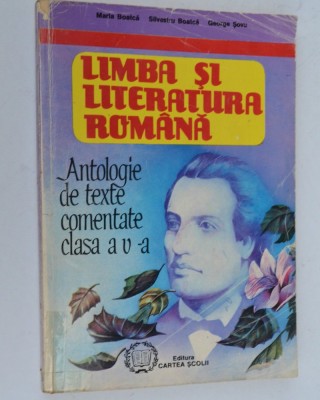 Maria Boatcă Silvestru Boatcă George Șovu
LIMBA ȘI
LITERATURA
ROMÂNĂ
Antologie
de texte
comentate
clasa a v-a
Editura
CARTEA ȘCOLII